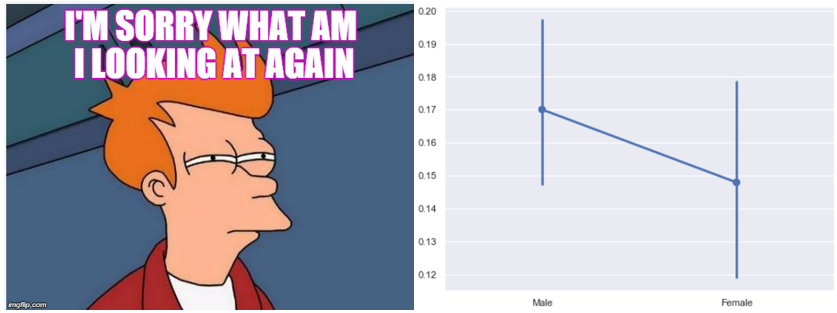 I'M SORRY WHAT AM
I LOOKING AT AGAIN
imgflip.com
0.20
0.19
0.18
0.17
0.16
0.15
0.14
0.13
0.12
Male Female